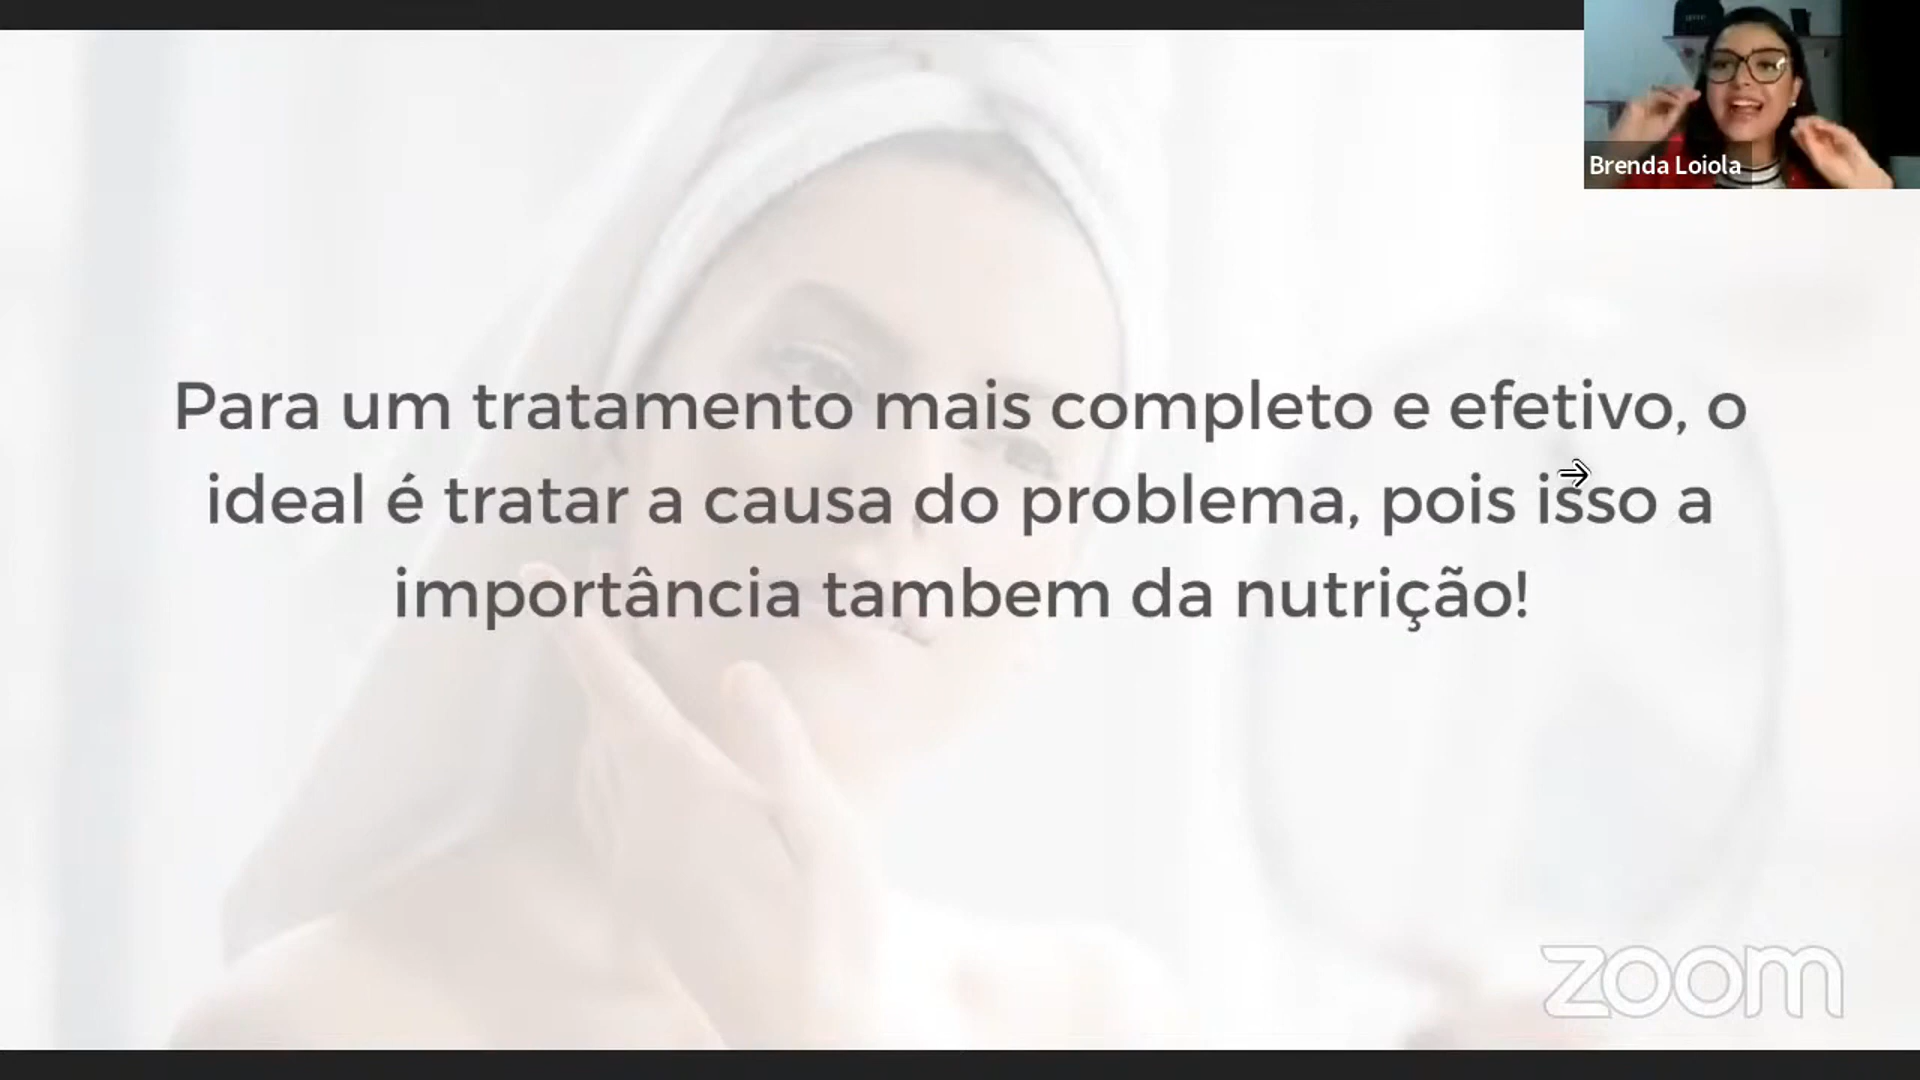 Brenda Loiola
Para um tratamento mais completo e efetivo, o
ideal é tratar a causa do problema, pois isso a
importância tambem da nutrição!
zoom